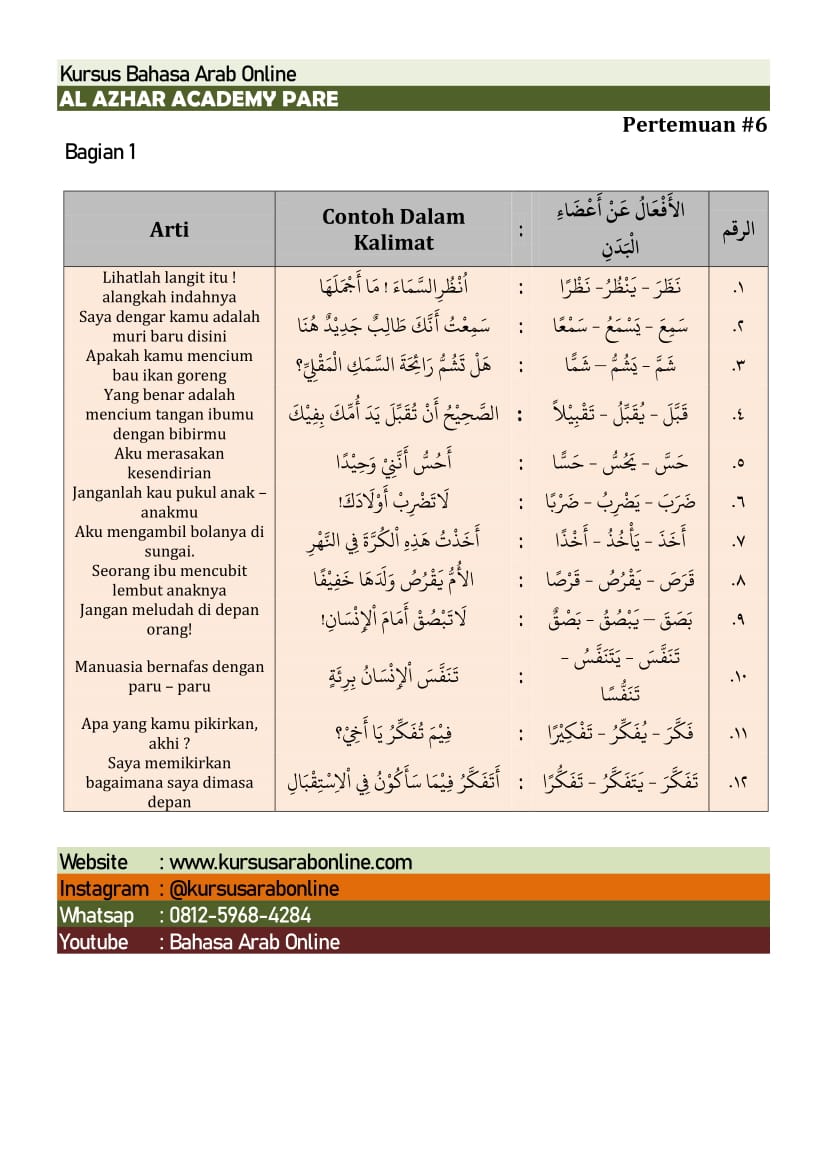 Kursus Bahasa Arab Online
AL AZHAR ACADEMY PARE
Pertemuan #6
Bagian 1
الرقم الأَفْعَالُ عَنْ أَعْضَاءِ الْبَدَنِ : Contoh Dalam Kalimat Arti
١. نَظَرَ - يَنْظُرُ- نَظْرًا : اُنْظُرِالسَّمَاءَ ! مَا أَجْمَلَهَا Lihatlah langit itu ! alangkah indahnya
٢. سَمِعَ - يَسْمَعُ - سَمْعًا : سَمِعْتُ أَنَّكَ طَالِبٌ جَدِيْدٌ هُنَا Saya dengar kamu adalah muri baru disini
٣. شَمَّ - يَشُمُّ – شَمًّا : هَلْ تَشُمُّ رَائِحَةَ السَّمَكِ الْمَقْلِيِّ؟ Apakah kamu mencium bau ikan goreng
٤. قَبَّلَ - يُقَبِّلُ - تَقْبِيْلاً : الصَّحِيْحُ أَنْ تُقَبِّلَ يَدَ أُمِّكَ بِفِيْكَ Yang benar adalah mencium tangan ibumu dengan bibirmu
٥. حَسَّ - يَحُسُّ - حَسًّا : أَحُسُّ أَنَّنِيْ وَحِيْدًا Aku merasakan kesendirian
٦. ضَرَبَ - يَضْرِبُ - ضَرْبًا : لَاتَضْرِبْ أَوْلَادَكَ! Janganlah kau pukul anak – anakmu
٧. أَخَذَ - يَأْخُذُ - أَخْذًا : أَخَذْتُ هَذِهِ اْلكُرَّةَ فِي النَّهْرِ Aku mengambil bolanya di sungai.
٨. قَرَصَ - يَقْرُصُ - قَرْصًا : الأُمُّ يَقْرُصُ وَلَدَهَا خَفِيْفًا Seorang ibu mencubit lembut anaknya
٩. بَصَقَ – يَبْصُقُ - بَصْقٌ : لَاتَبْصُقْ أَمَامَ اْلإِنْسَانِ! Jangan meludah di depan orang!
١٠. تَنَفَّسَ - يَتَنَفَّسُ - تَنَفُّسًا : تَنَفَّسَ اْلإِنْسَانُ بِرِئَةٍ Manuasia bernafas dengan paru – paru
١١. فَكَّرَ - يُفَكِّرُ - تَفْكِيْرًا : فِيْمَ تُفَكِّرُ يَا أَخِيْ؟ Apa yang kamu pikirkan, akhi ?
١٢. تَفَكَّرَ - يَتَفَكَّرُ - تَفَكُّرًا : أَتَفَكَّرُ فِيْمَا سَأَكُوْنُ فِي اْلاِسْتِقْبَالِ Saya memikirkan bagaimana saya dimasa depan
Website : www.kursusarabonline.com
Instagram : @kursusarabonline
Whatsap : 0812-5968-4284
Youtube : Bahasa Arab Online